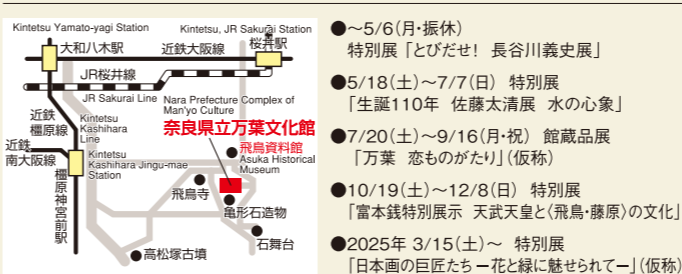 Kintetsu Yamato-yagi Station
Kintetsu, JR Sakurai Station
大和八木駅
近鉄大阪線
桜井駅
JR桜井線
JR Sakurai Line
近鉄
橿原線
Kintetsu
Kashihara
Line
Nara Prefecture Complex of
Man'yo Culture
奈良県立万葉文化館
近鉄
南大阪線
Kintetsu
Kashihara Jingu-mae
Station
橿原神宮前駅
飛鳥資料館
Asuka Historical
Museum
飛鳥寺
亀形石造物
石舞台
高松塚古墳
●～5/6(月・振休)
特別展「とびだせ！ 長谷川義史展」
●5/18(土)～7/7(日) 特別展
「生誕110年 佐藤太清展 水の心象」
●7/20(土)～9/16(月・祝) 館蔵品展
「万葉 恋ものがたり」(仮称)
●10/19(土)～12/8(日) 特別展
「富本銭特別展示 天武天皇と〈飛鳥・藤原〉の文化」
●2025年 3/15(土)～ 特別展
「日本画の巨匠たち ー花と緑に魅せられてー」(仮称)